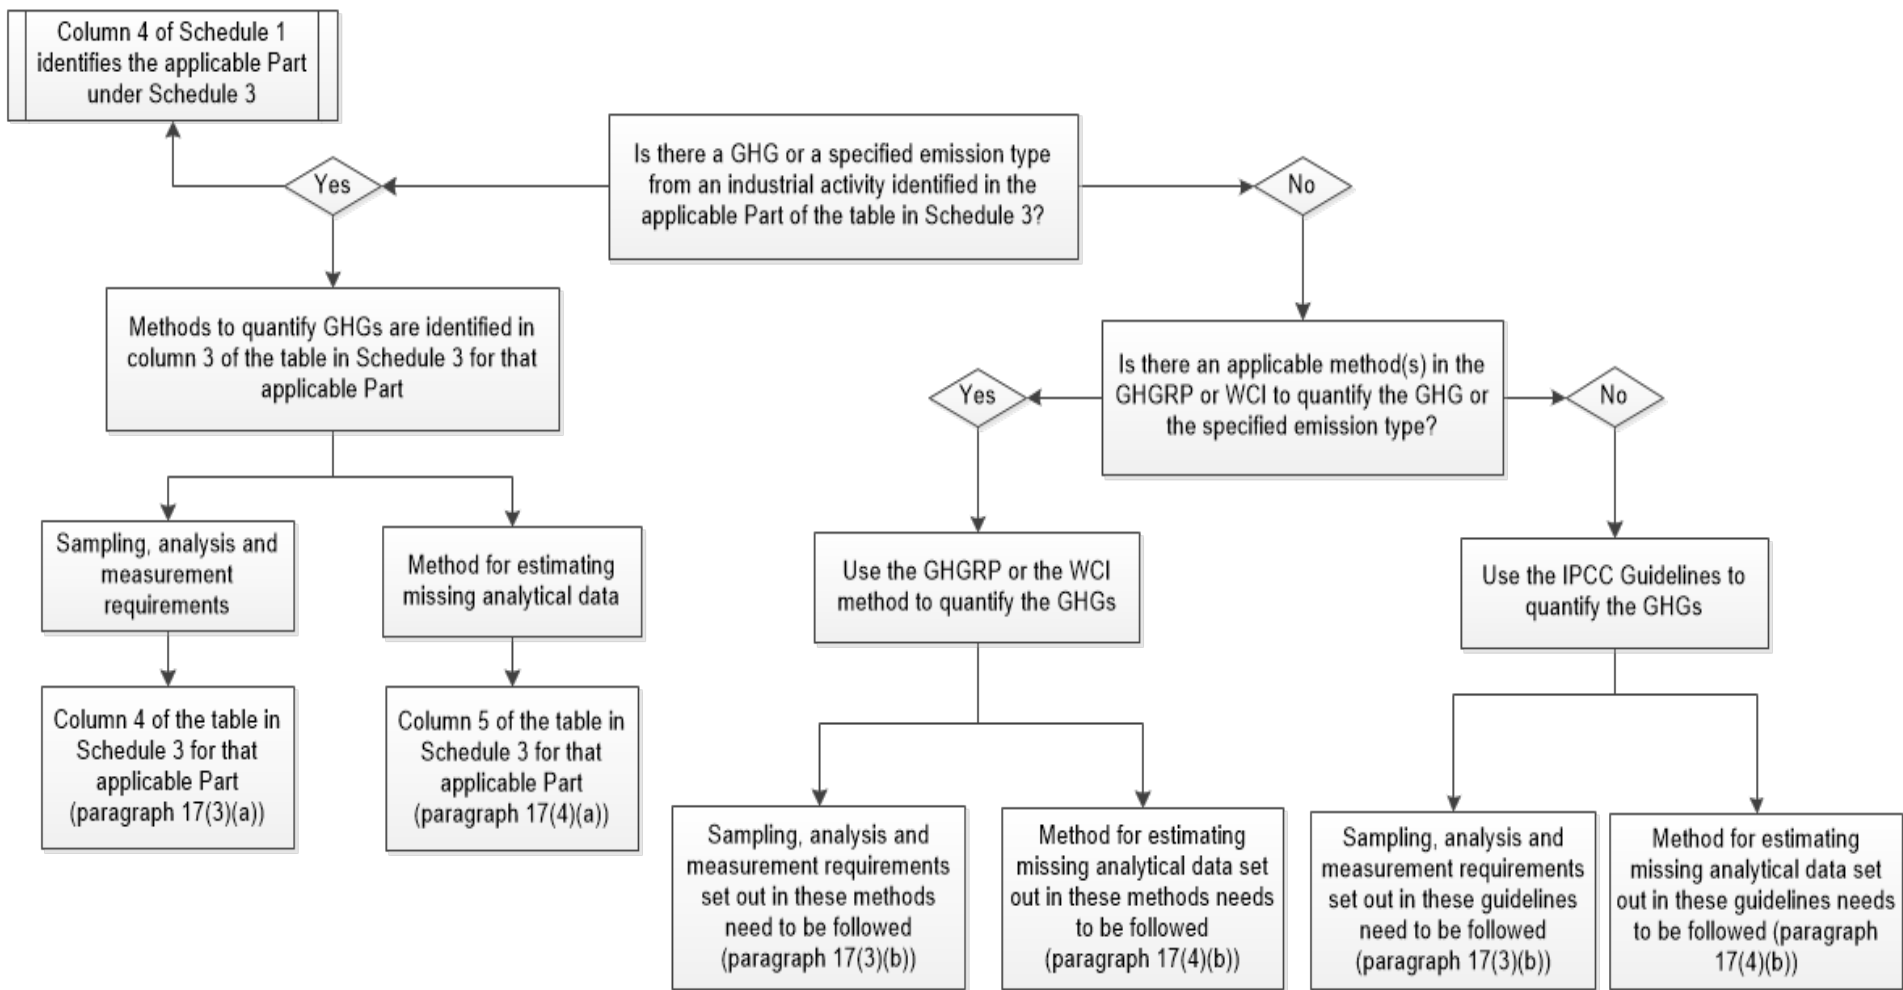 Column 4 of Schedule 1
identifies the applicable Part
under Schedule 3
Is there a GHG or a specified emission type
from an industrial activity identified in the
applicable Part of the table in Schedule 3?
Yes
No
Methods to quantify GHGs are identified in
column 3 of the table in Schedule 3 for that
applicable Part
Is there an applicable method(s) in the
GHGRP or WCI to quantify the GHG or
the specified emission type?
Yes
No
Sampling, analysis and
measurement
requirements
Method for estimating
missing analytical data
Use the GHGRP or the WCI
method to quantify the GHGs
Use the IPCC Guidelines to
quantify the GHGs
Column 4 of the table in
Schedule 3 for that
applicable Part
(paragraph 17(3)(a))
Column 5 of the table in
Schedule 3 for that
applicable Part
(paragraph 17(4)(a))
Sampling, analysis and
measurement requirements
set out in these methods
need to be followed
(paragraph 17(3)(b))
Method for estimating
missing analytical data set
out in these methods needs
to be followed
(paragraph 17(4)(b))
Sampling, analysis and
measurement requirements
set out in these guidelines
need to be followed
(paragraph 17(3)(b))
Method for estimating
missing analytical data set
out in these guidelines needs
to be followed (paragraph
17(4)(b))